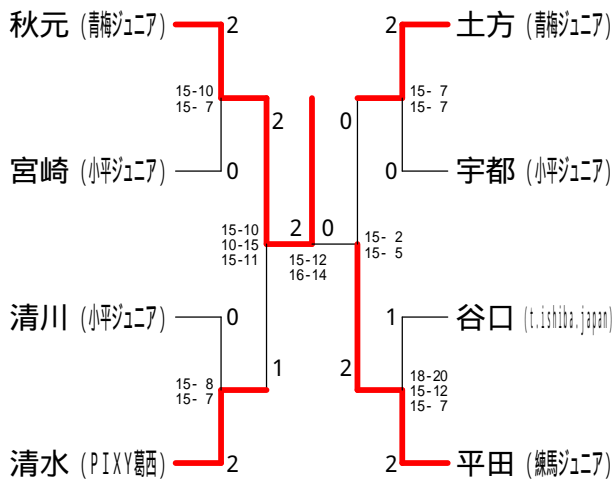 秋元 (青梅ジュニア) 2
2 土方 (青梅ジュニア)
15-10
15- 7
2
0
15- 7
15- 7
宮崎 (小平ジュニア) 0
0 宇都 (小平ジュニア)
15-10
10-15
15-11
2 0
15-12
16-14
15- 2
15- 5
清川 (小平ジュニア) 0
1 谷口 (t.ishiba.japan)
15- 8
15- 7
1
2
18-20
15-12
15- 7
清水 (PIXY葛西) 2
2 平田 (練馬ジュニア)